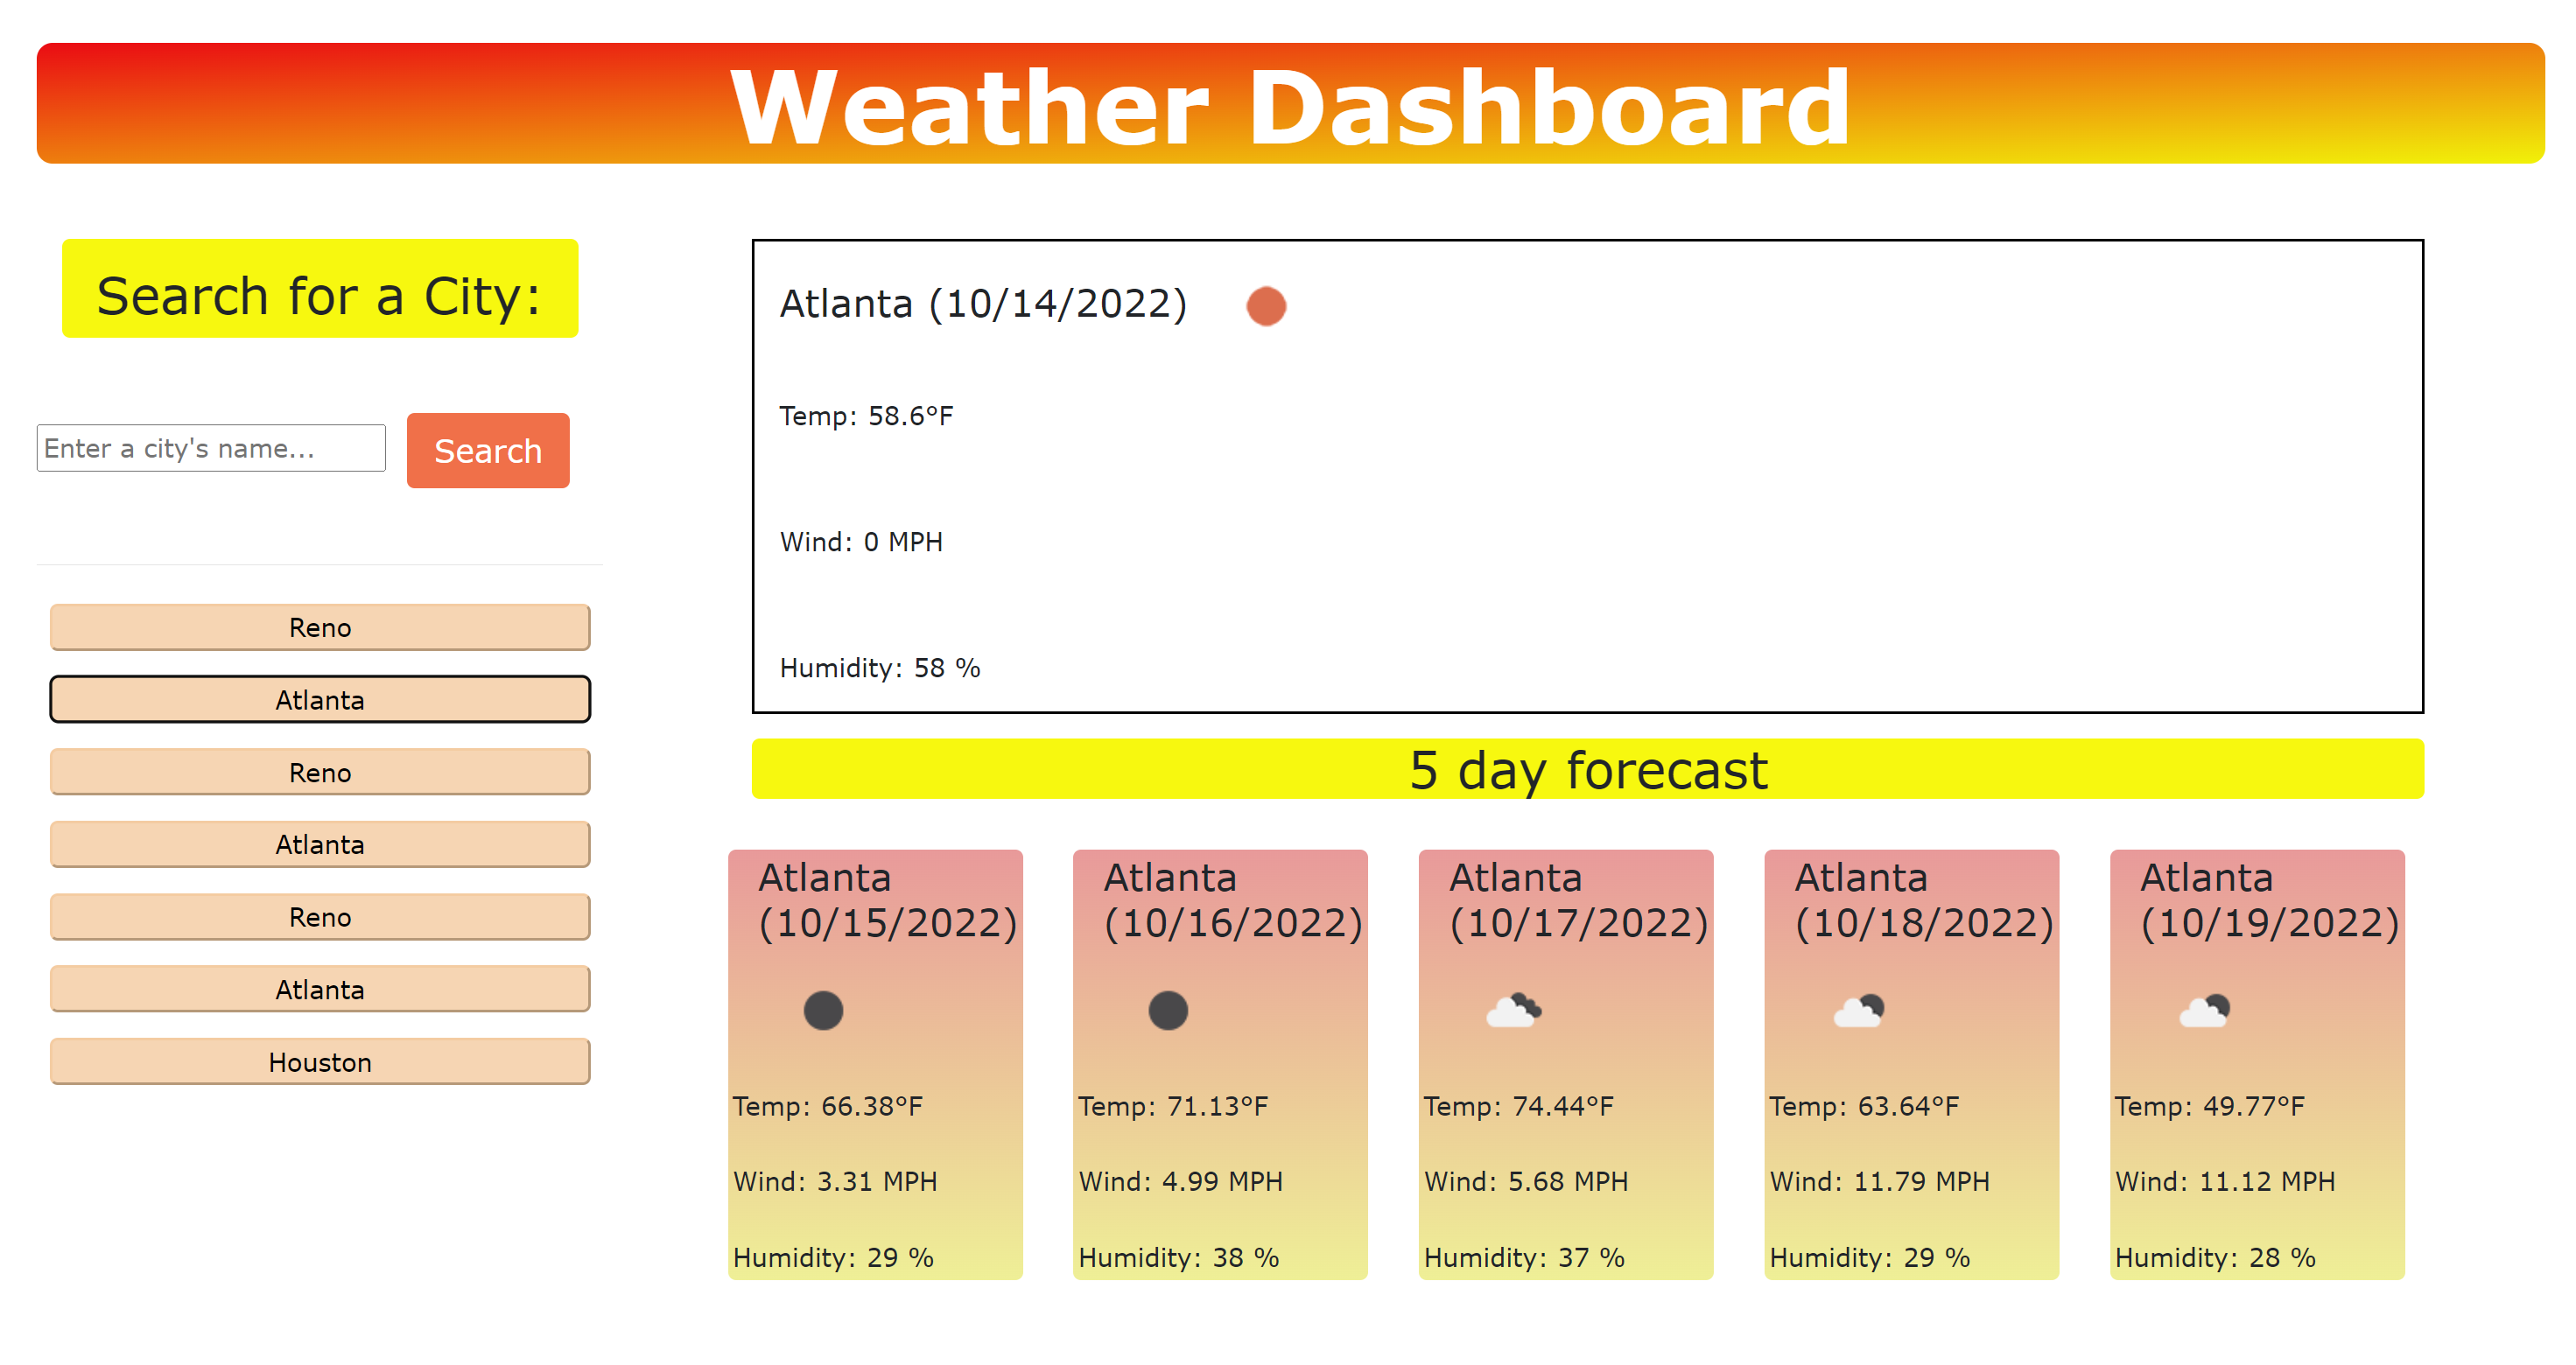 Weather Dashboard
Search for a City:
Enter a city's name...
Search
Reno
Atlanta
Reno
Atlanta
Reno
Atlanta
Houston
Atlanta (10/14/2022)
Temp: 58.6°F
Wind: 0 MPH
Humidity: 58 %
5 day forecast
Atlanta
(10/15/2022)
Temp: 66.38°F
Wind: 3.31 MPH
Humidity: 29 %
Atlanta
(10/16/2022)
Temp: 71.13°F
Wind: 4.99 MPH
Humidity: 38 %
Atlanta
(10/17/2022)
Temp: 74.44°F
Wind: 5.68 MPH
Humidity: 37 %
Atlanta
(10/18/2022)
Temp: 63.64°F
Wind: 11.79 MPH
Humidity: 29 %
Atlanta
(10/19/2022)
Temp: 49.77°F
Wind: 11.12 MPH
Humidity: 28 %